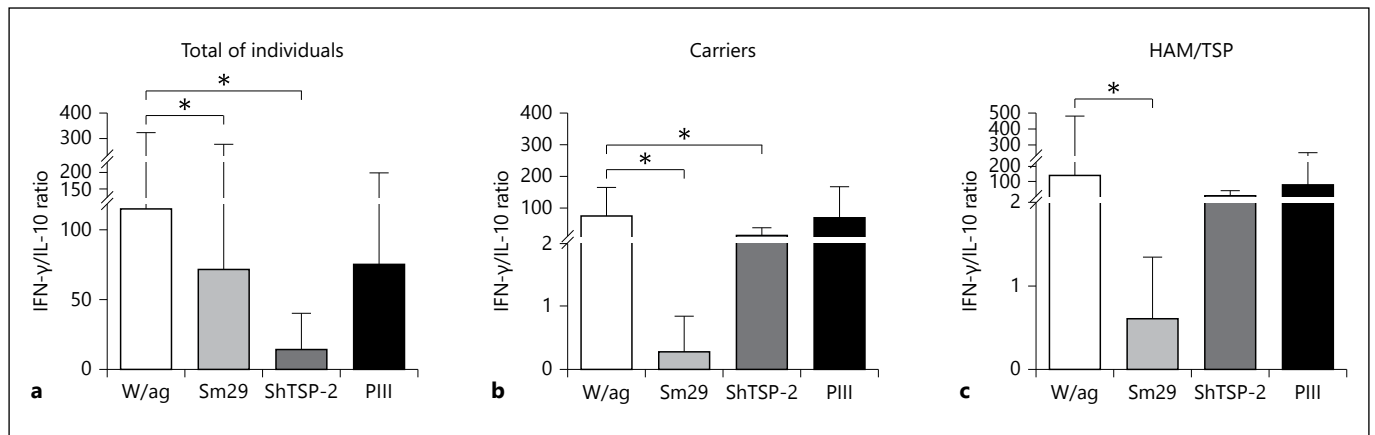 Total of individuals
*
*
IFN-γ/IL-10 ratio
400
300
200
150
100
50
0
W/ag Sm29 ShTSP-2 PIII
a
Carriers
*
*
IFN-γ/IL-10 ratio
400
300
200
100
2
1
0
W/ag Sm29 ShTSP-2 PIII
b
HAM/TSP
*
IFN-γ/IL-10 ratio
500
400
300
200
100
2
1
0
W/ag Sm29 ShTSP-2 PIII
c